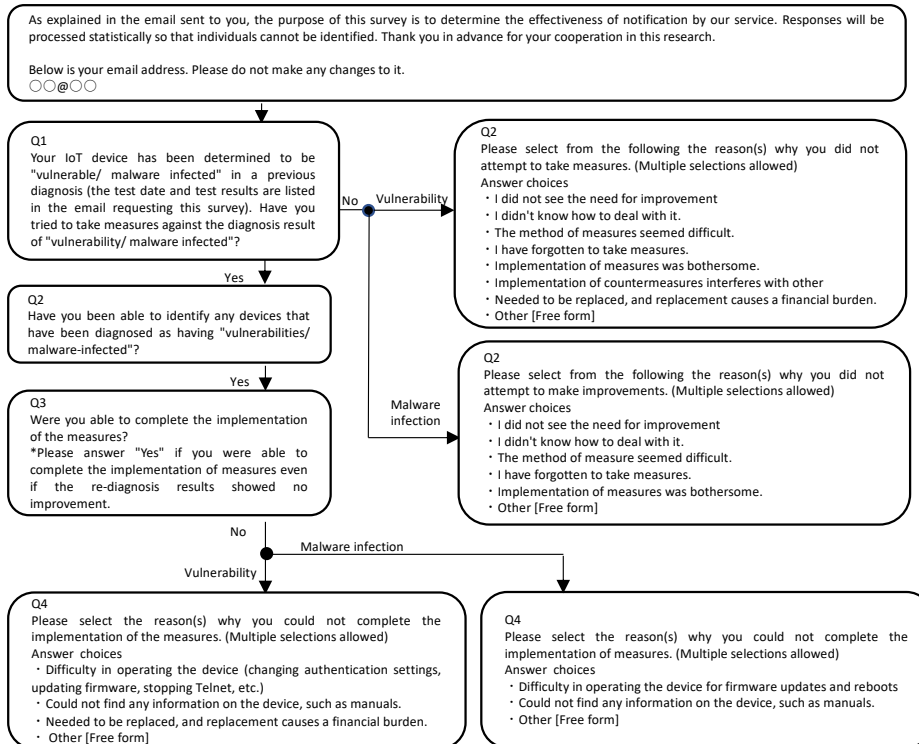 As explained in the email sent to you, the purpose of this survey is to determine the effectiveness of notification by our service. Responses will be
processed statistically so that individuals cannot be identified. Thank you in advance for your cooperation in this research.
Below is your email address. Please do not make any changes to it.
○○@○○
Q1
Your IoT device has been determined to be
"vulnerable/ malware infected" in a previous
diagnosis (the test date and test results are listed
in the email requesting this survey). Have you
tried to take measures against the diagnosis result
of "vulnerability/ malware infected"?
No
Vulnerability
Q2
Please select from the following the reason(s) why you did not
attempt to take measures. (Multiple selections allowed)
Answer choices
・I did not see the need for improvement
・I didn't know how to deal with it.
・The method of measures seemed difficult.
・I have forgotten to take measures.
・Implementation of measures was bothersome.
・Implementation of countermeasures interferes with other
・Needed to be replaced, and replacement causes a financial burden.
・Other [Free form]
Yes
Q2
Have you been able to identify any devices that
have been diagnosed as having "vulnerabilities/
malware-infected"?
Malware
infection
Q2
Please select from the following the reason(s) why you did not
attempt to make improvements. (Multiple selections allowed)
Answer choices
・I did not see the need for improvement
・I didn't know how to deal with it.
・The method of measure seemed difficult.
・I have forgotten to take measures.
・Implementation of measures was bothersome.
・Other [Free form]
Yes
Q3
Were you able to complete the implementation
of the measures?
*Please answer "Yes" if you were able to
complete the implementation of measures even
if the re-diagnosis results showed no
improvement.
No
Malware infection
Vulnerability
Q4
Please select the reason(s) why you could not complete the
implementation of the measures. (Multiple selections allowed)
Answer choices
・Difficulty in operating the device (changing authentication settings,
updating firmware, stopping Telnet, etc.)
・Could not find any information on the device, such as manuals.
・Needed to be replaced, and replacement causes a financial burden.
・Other [Free form]
Q4
Please select the reason(s) why you could not complete the
implementation of measures. (Multiple selections allowed)
Answer choices
・Difficulty in operating the device for firmware updates and reboots
・Could not find any information on the device, such as manuals.
・Other [Free form]